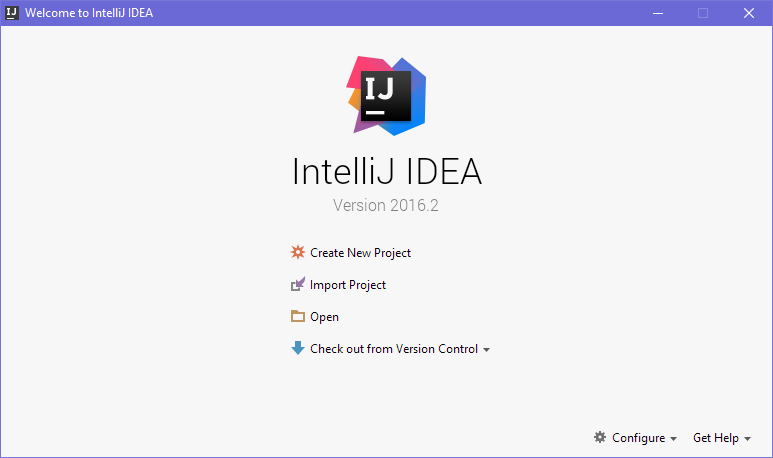 Welcome to IntelliJ IDEA
IJ
IntelliJ IDEA
Version 2016.2
Create New Project
Import Project
Open
Check out from Version Control
Configure Get Help